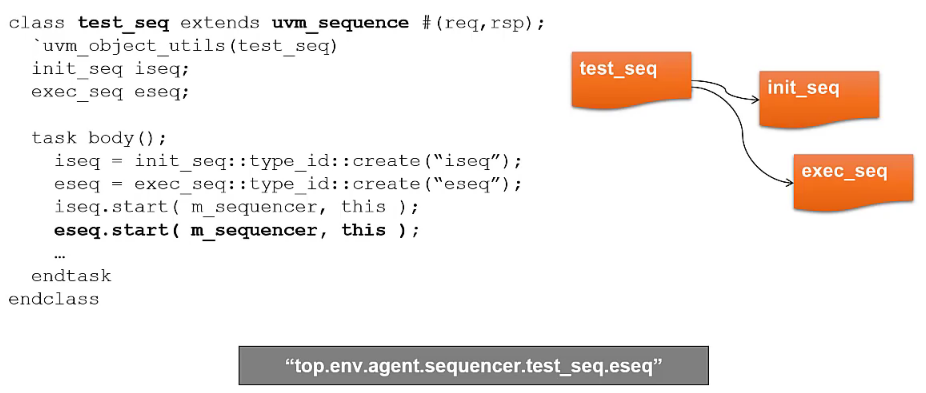 class test_seq extends uvm_sequence #(req,rsp);
`uvm_object_utils(test_seq)
init_seq iseq;
exec_seq eseq;
task body();
iseq = init_seq::type_id::create(“iseq”);
eseq = exec_seq::type_id::create(“eseq”);
iseq.start( m_sequencer, this );
eseq.start( m_sequencer, this );
…
endtask
endclass
test_seq
init_seq
exec_seq
“top.env.agent.sequencer.test_seq.eseq”